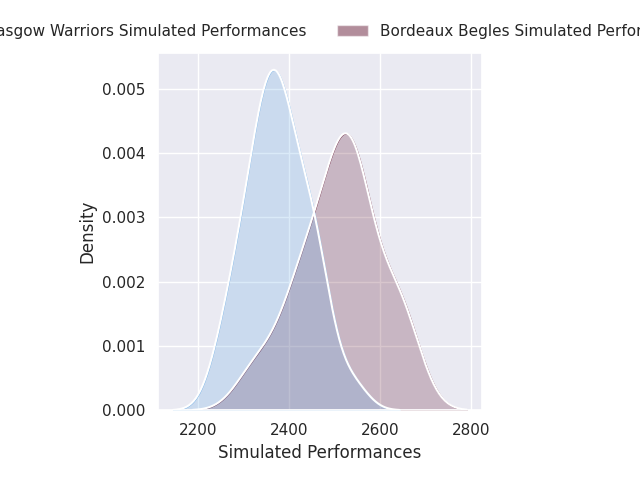 asgow Warriors Simulated Performances
Bordeaux Begles Simulated Perfor
0.005
0.004
0.003
0.002
0.001
0.000
Density
2200 2400 2600 2800
Simulated Performances